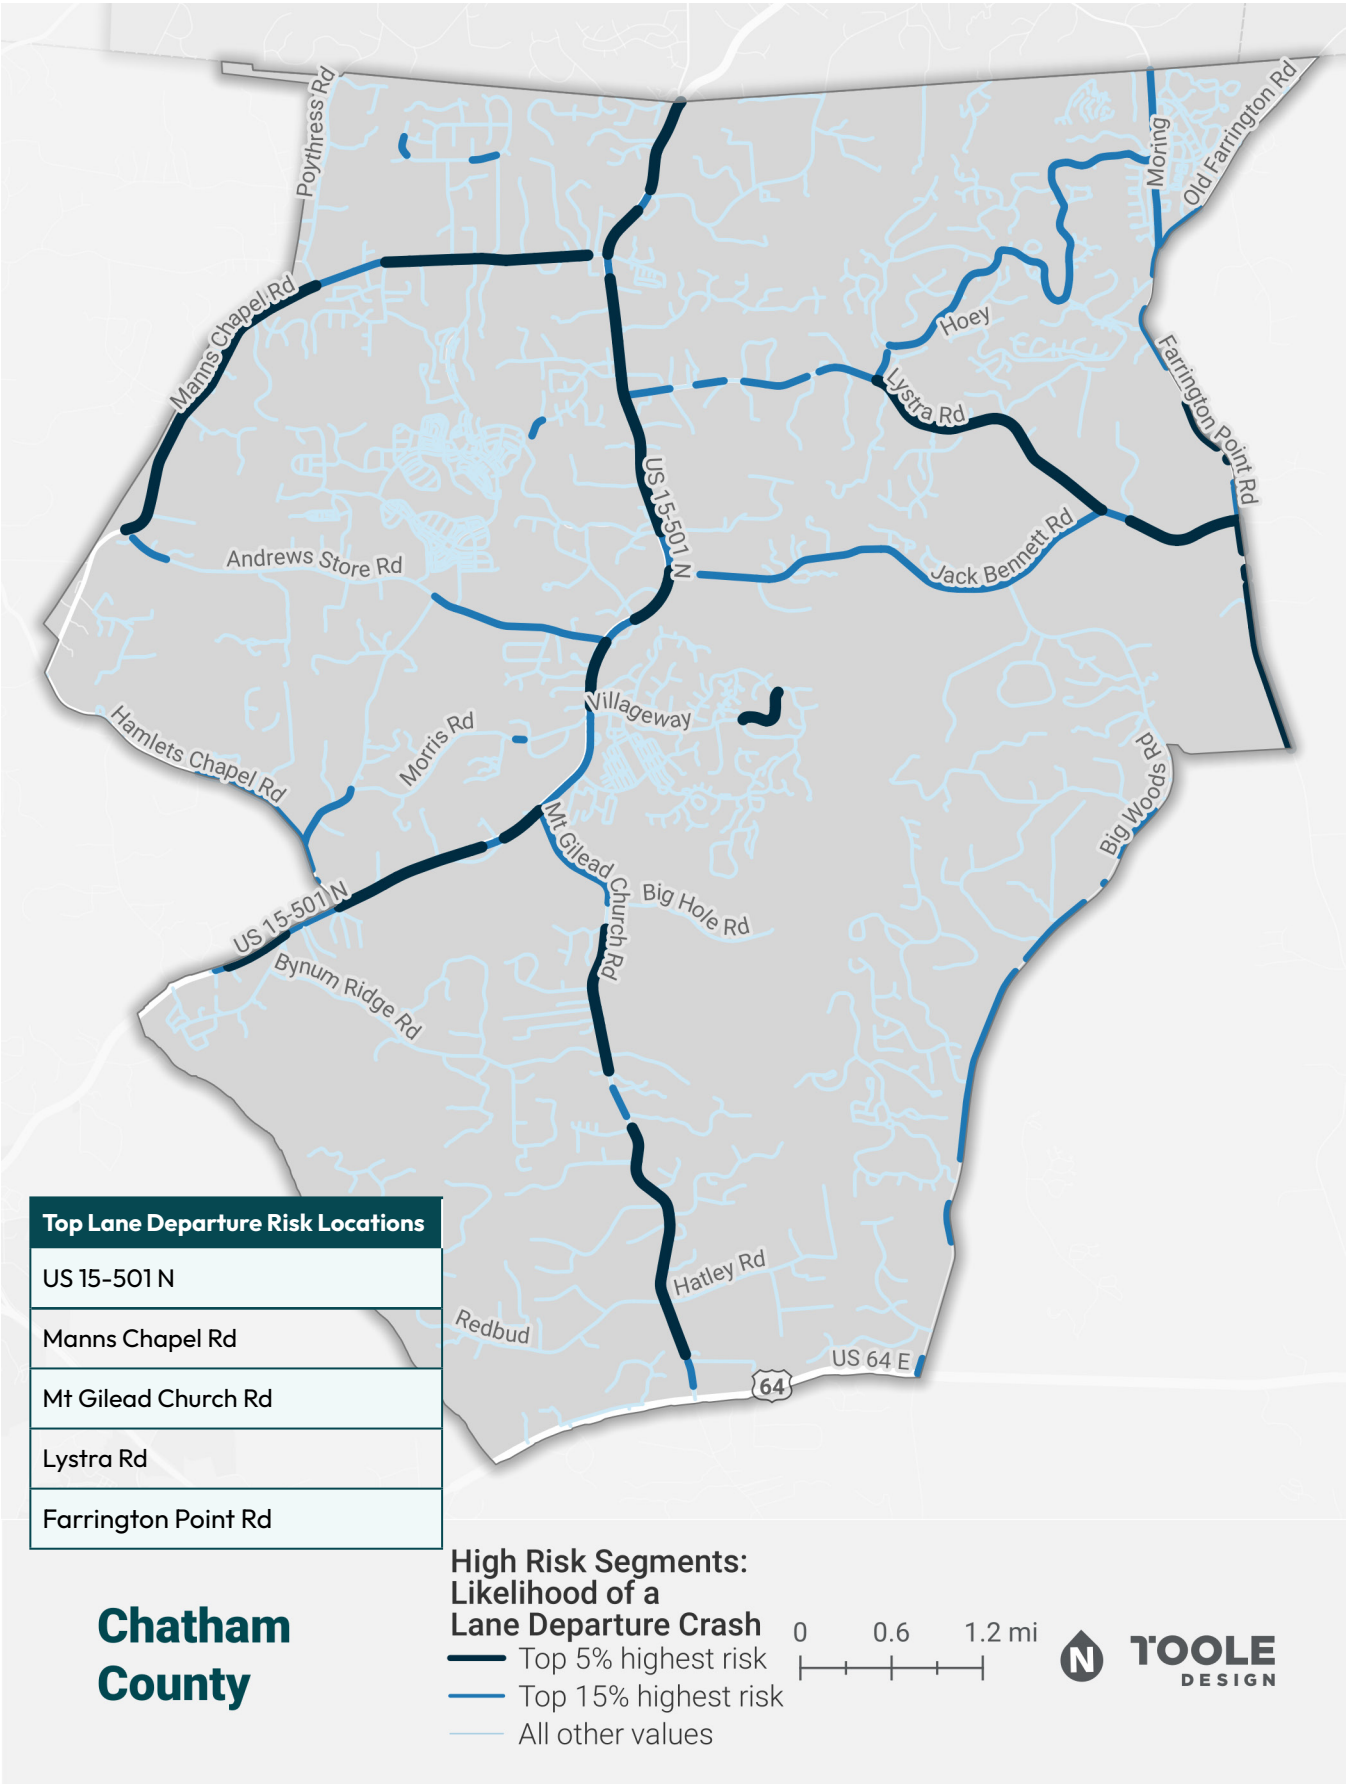 Poythress Rd
Moring
Old Farrington Rd
Manns Chapel Rd
Hoey
Lystra Rd
Farrington Point Rd
US 15-501 N
Andrews Store Rd
Jack Bennett Rd
Villageway
Hamlets Chapel Rd
Morris Rd
Big Woods Rd
Mt Gilead Church Rd
Big Hole Rd
US 15-501 N
Bynum Ridge Rd
Hatley Rd
Redbud
US 64 E
64
Top Lane Departure Risk Locations
US 15-501 N
Manns Chapel Rd
Mt Gilead Church Rd
Lystra Rd
Farrington Point Rd
Chatham
County
High Risk Segments:
Likelihood of a
Lane Departure Crash
Top 5% highest risk
Top 15% highest risk
All other values
0 0.6 1.2 mi
N
TOOLE
DESIGN